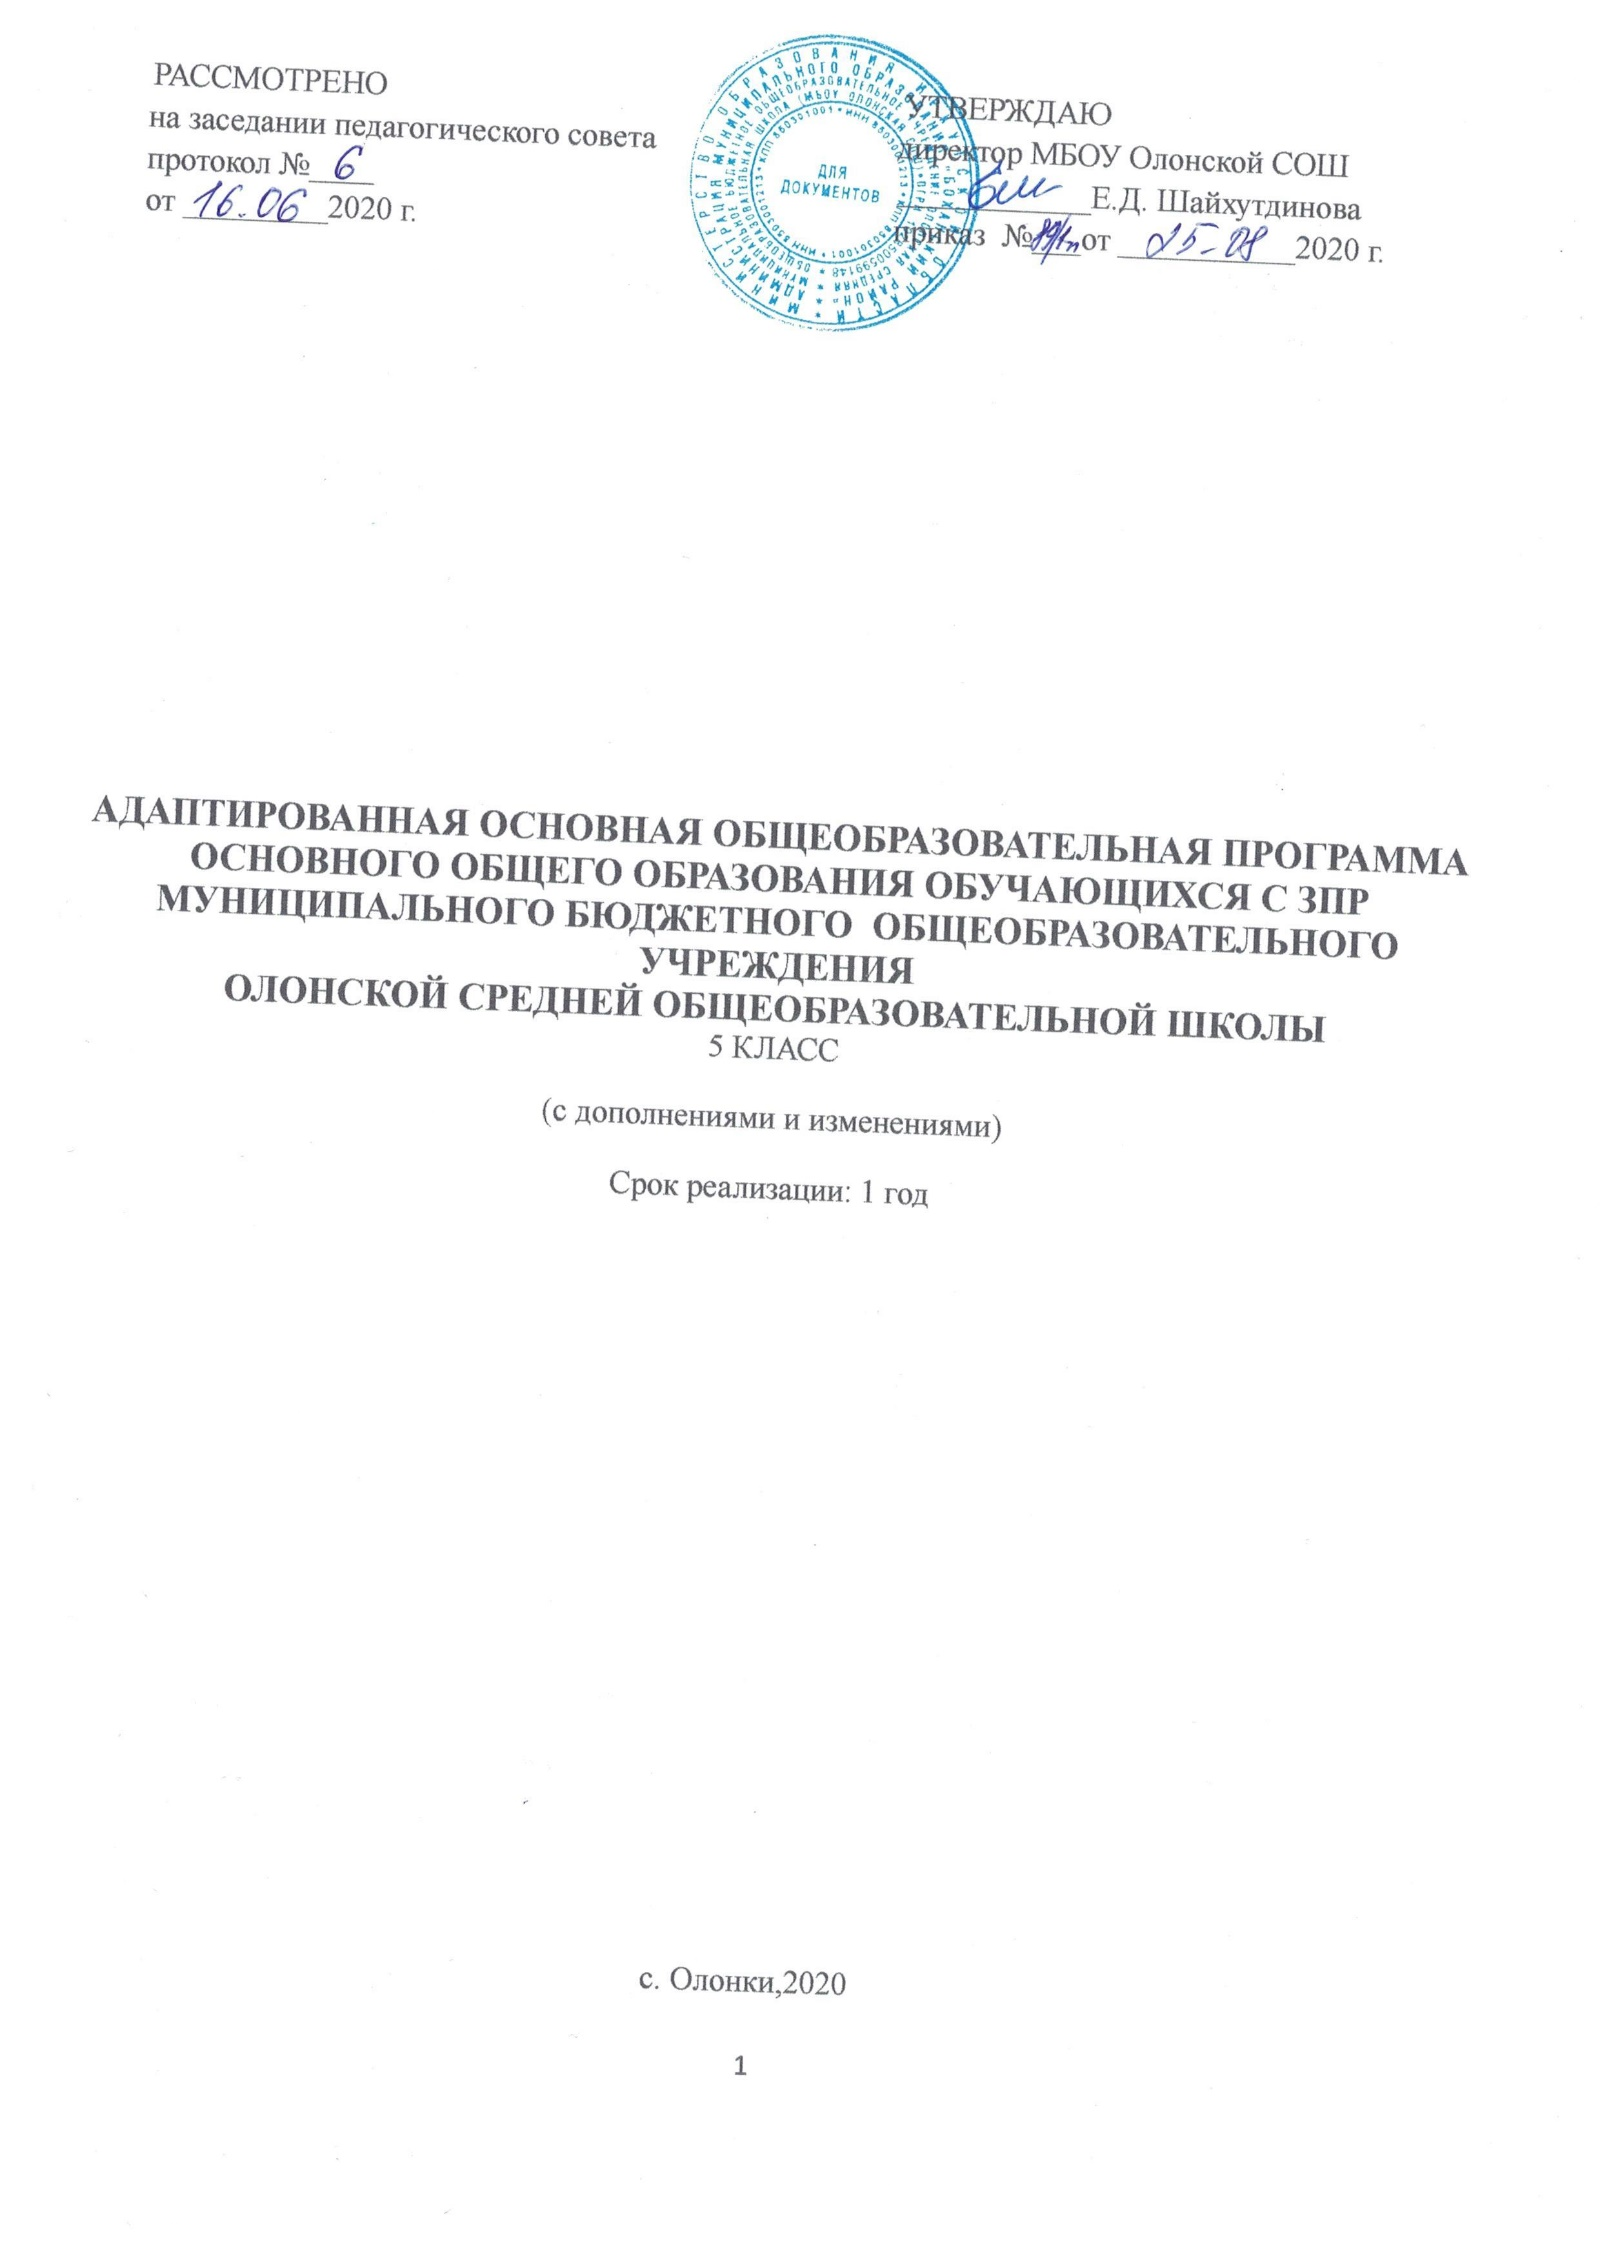 РАССМОТРЕНО
на заседании педагогического совета
протокол № 6
от 16.06 2020 г.
УТВЕРЖДАЮ
директор МБОУ Олонской СОШ
Е.Д. Шайхутдинова
приказ № от 25-08 2020 г.
ДЛЯ
ДОКУМЕНТОВ
АДАПТИРОВАННАЯ ОСНОВНАЯ ОБЩЕОБРАЗОВАТЕЛЬНАЯ ПРОГРАММА
ОСНОВНОГО ОБЩЕГО ОБРАЗОВАНИЯ ОБУЧАЮЩИХСЯ С ЗПР
МУНИЦИПАЛЬНОГО БЮДЖЕТНОГО ОБЩЕОБРАЗОВАТЕЛЬНОГО
УЧРЕЖДЕНИЯ
ОЛОНСКОЙ СРЕДНЕЙ ОБЩЕОБРАЗОВАТЕЛЬНОЙ ШКОЛЫ
5 КЛАСС
(с дополнениями и изменениями)
Срок реализации: 1 год
с. Олонки,2020
1